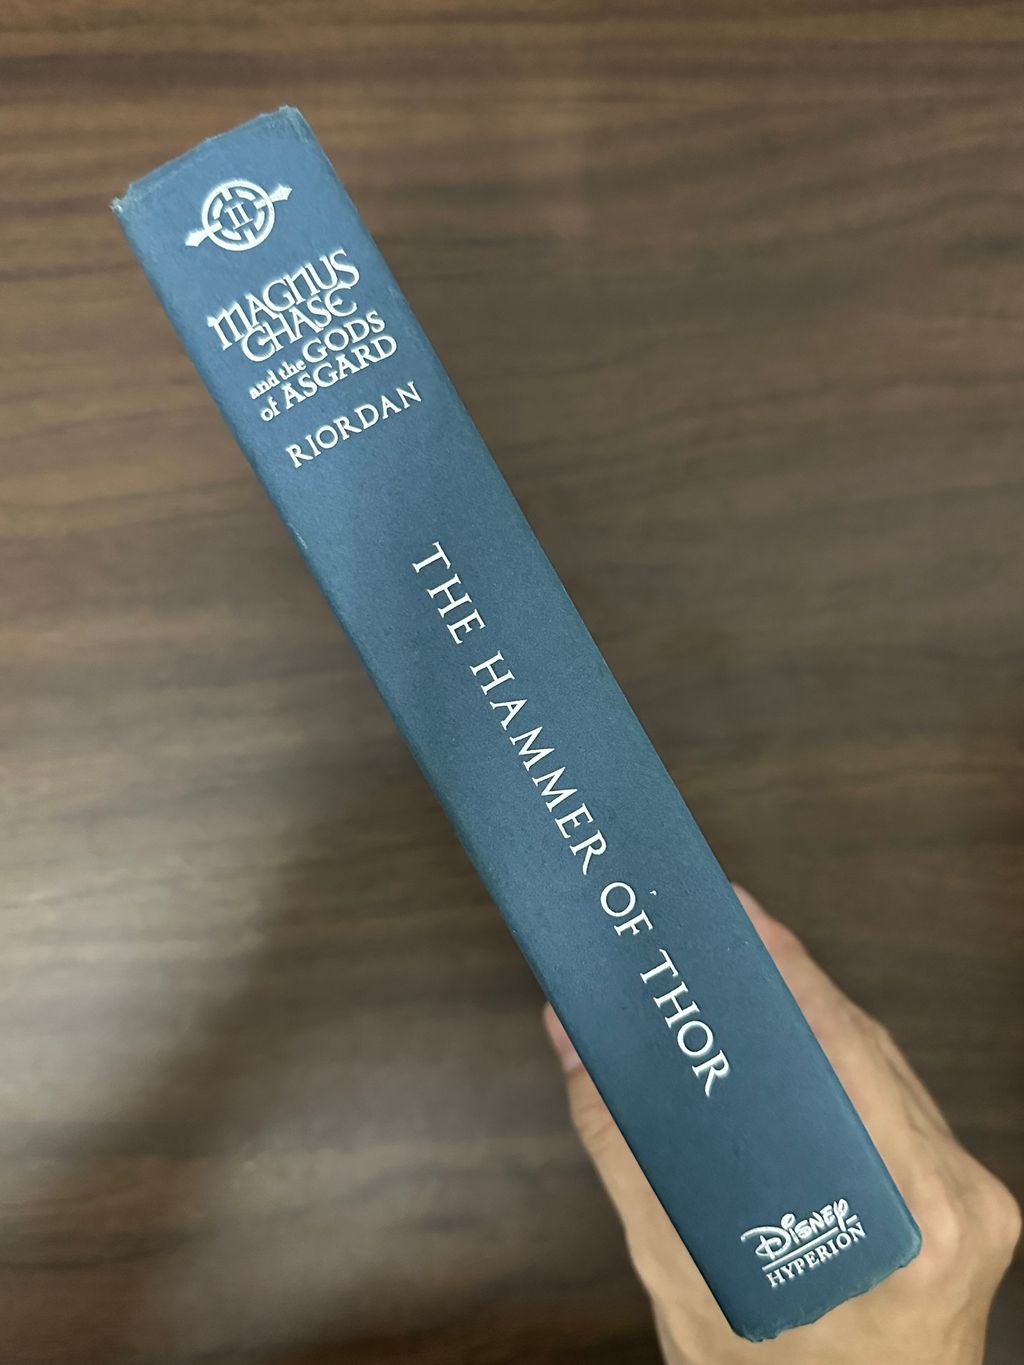 II
MAGNUS
CHASE
and the GODS
of ASGARD
RIORDAN
THE HAMMER OF THOR
DISNEY
HYPERION